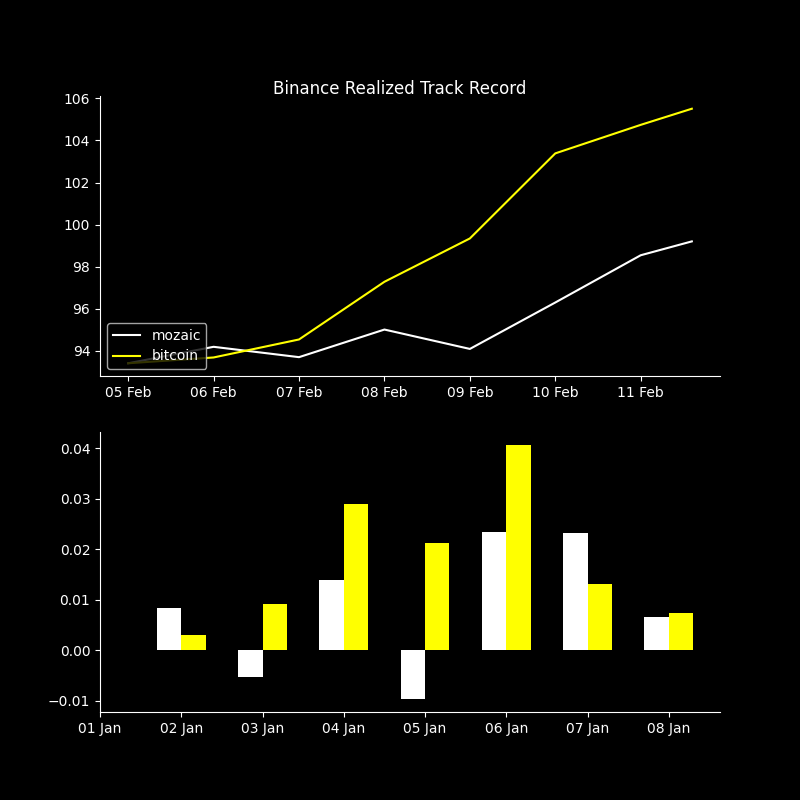 Binance Realized Track Record
106
104
102
100
98
96
94
mozaic
bitcoin
05 Feb 06 Feb 07 Feb 08 Feb 09 Feb 10 Feb 11 Feb
0.04
0.03
0.02
0.01
0.00
−0.01
01 Jan 02 Jan 03 Jan 04 Jan 05 Jan 06 Jan 07 Jan 08 Jan